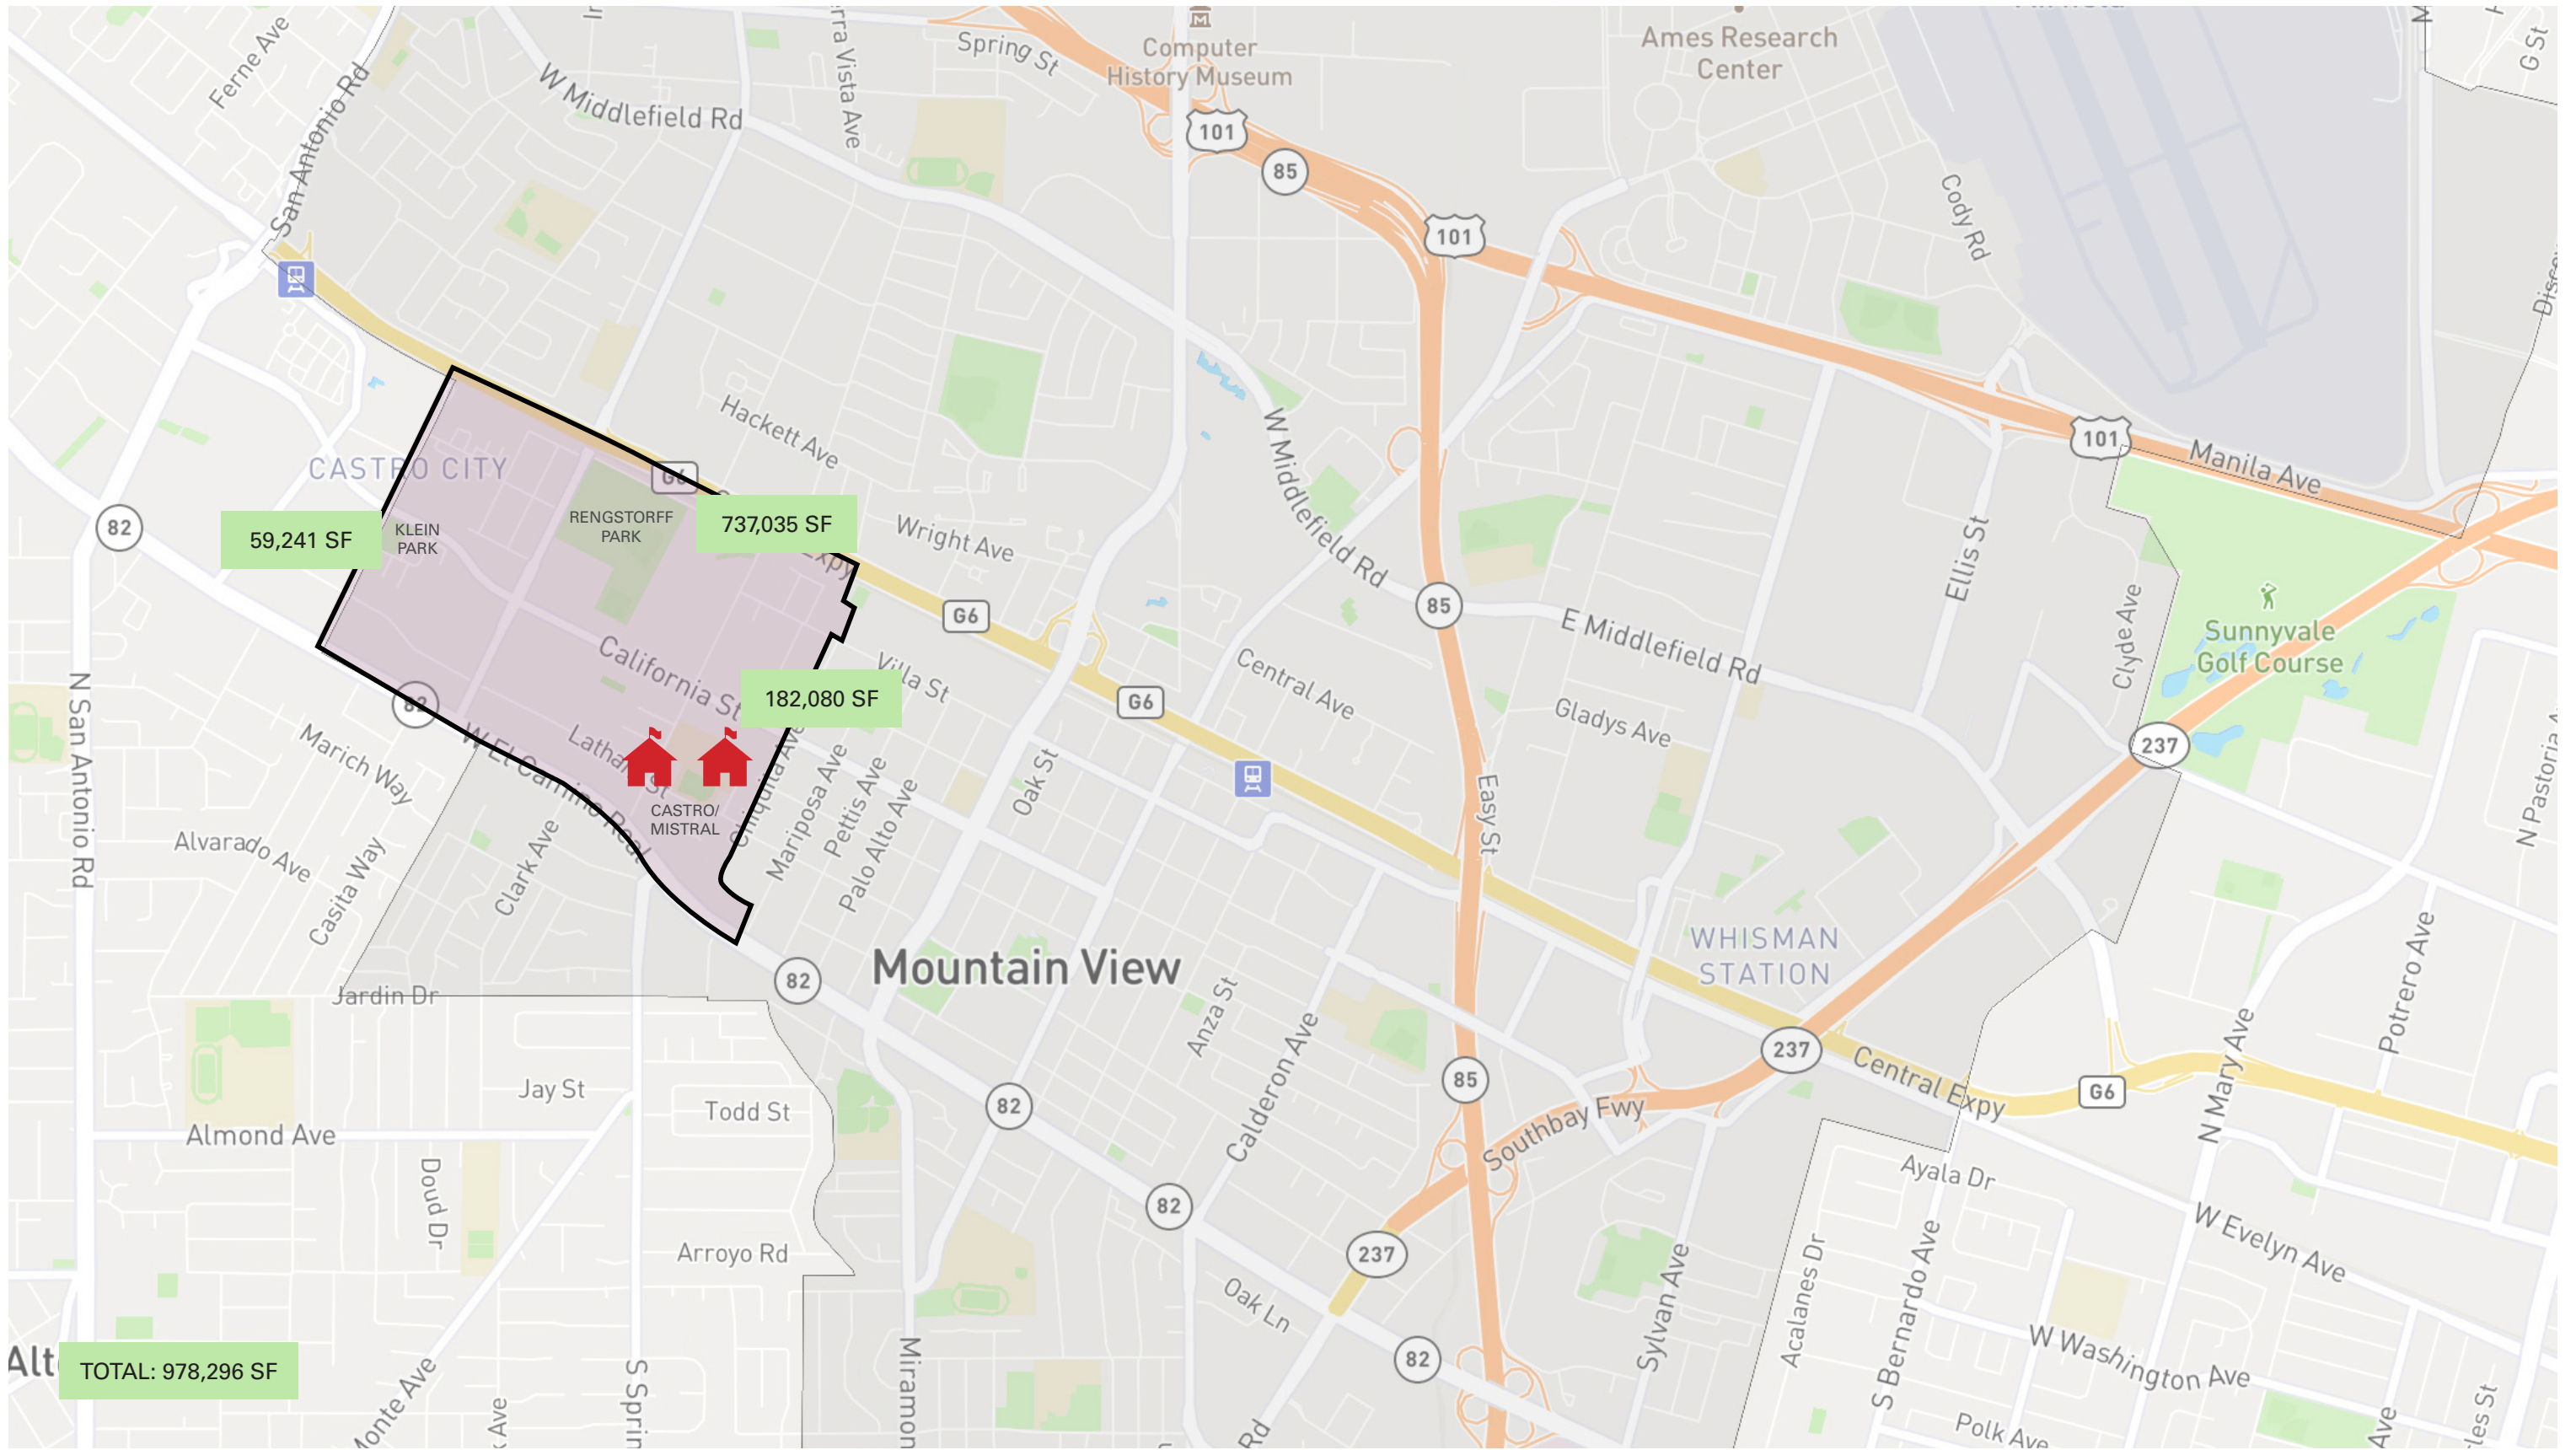 Ferne Ave
San Antonio Rd
W Middlefield Rd
Spring St
Computer
History Museum
Ames Research
Center
G St
101
85
101
Cody Rd
CASTRO CITY
Hackett Ave
G6
Wright Ave
W Middlefield Rd
101
Manila Ave
82
59,241 SF
KLEIN
PARK
RENGSTORFF
PARK
737,035 SF
Expy
G6
85
E Middlefield Rd
Ellis St
Clyde Ave
Sunnyvale
Golf Course
California St
Villa St
182,080 SF
Central Ave
G6
Gladys Ave
237
N San Antonio Rd
82
Marich Way
W El Camino Real
Latham St
CASTRO/
MISTRAL
Chiquita Ave
Mariposa Ave
Pettis Ave
Palo Alto Ave
Oak St
Easy St
Alvarado Ave
Casita Way
Clark Ave
Mountain View
WHISMAN
STATION
82
Jardin Dr
Anza St
Calderon Ave
237
Central Expy
G6
N Mary Ave
Potrero Ave
Jay St
Todd St
82
85
Southbay Fwy
Almond Ave
Doud Dr
Ayala Dr
82
Arroyo Rd
237
Oak Ln
Sylvan Ave
Acalanes Dr
S Bernardo Ave
W Evelyn Ave
W Washington Ave
82
TOTAL: 978,296 SF
Polk Ave